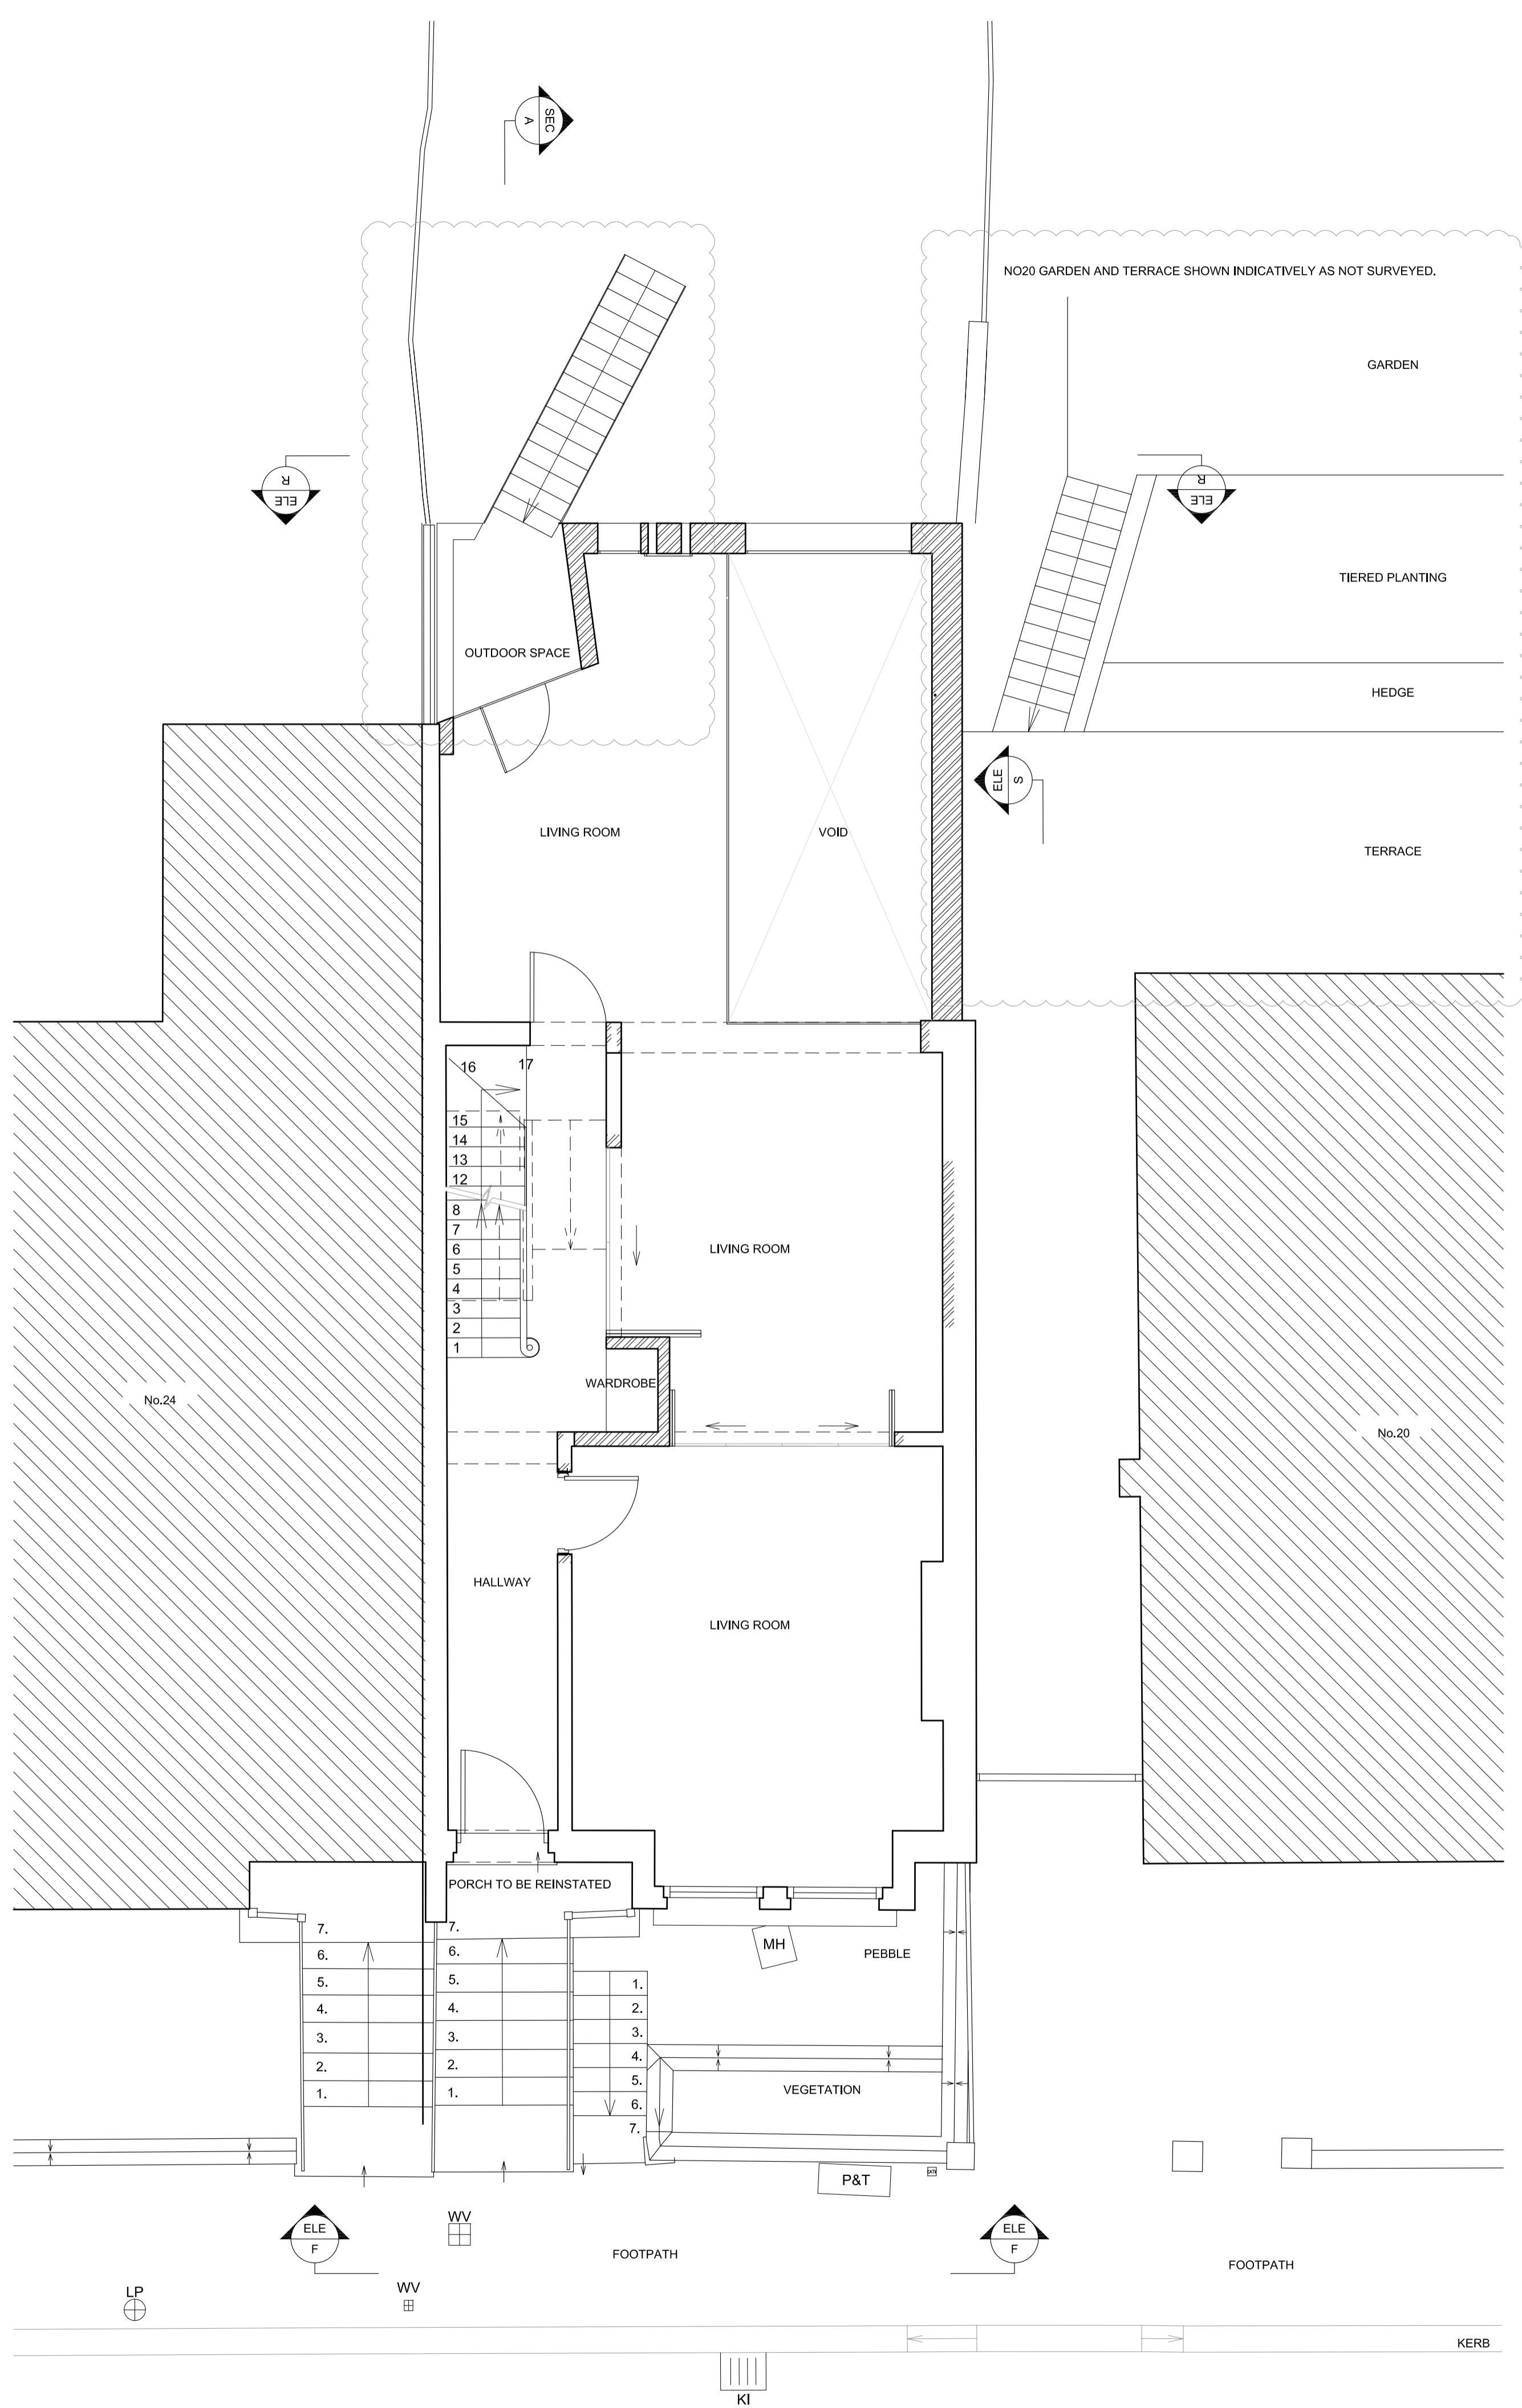 SEC
A
NO20 GARDEN AND TERRACE SHOWN INDICATIVELY AS NOT SURVEYED.
GARDEN
R
ELE
R
ELE
TIERED PLANTING
OUTDOOR SPACE
HEDGE
ELE
S
LIVING ROOM
VOID
TERRACE
16
17
15
14
13
12
8
7
6
5
4
3
2
1
LIVING ROOM
WARDROBE
No.24
No.20
HALLWAY
LIVING ROOM
PORCH TO BE REINSTATED
7.
6.
5.
4.
3.
2.
1.
7.
6.
5.
4.
3.
2.
1.
1.
2.
3.
4.
5.
6.
7.
MH
PEBBLE
VEGETATION
P&T
ELE
F
WV
FOOTPATH
ELE
F
FOOTPATH
LP
WV
KERB
KI